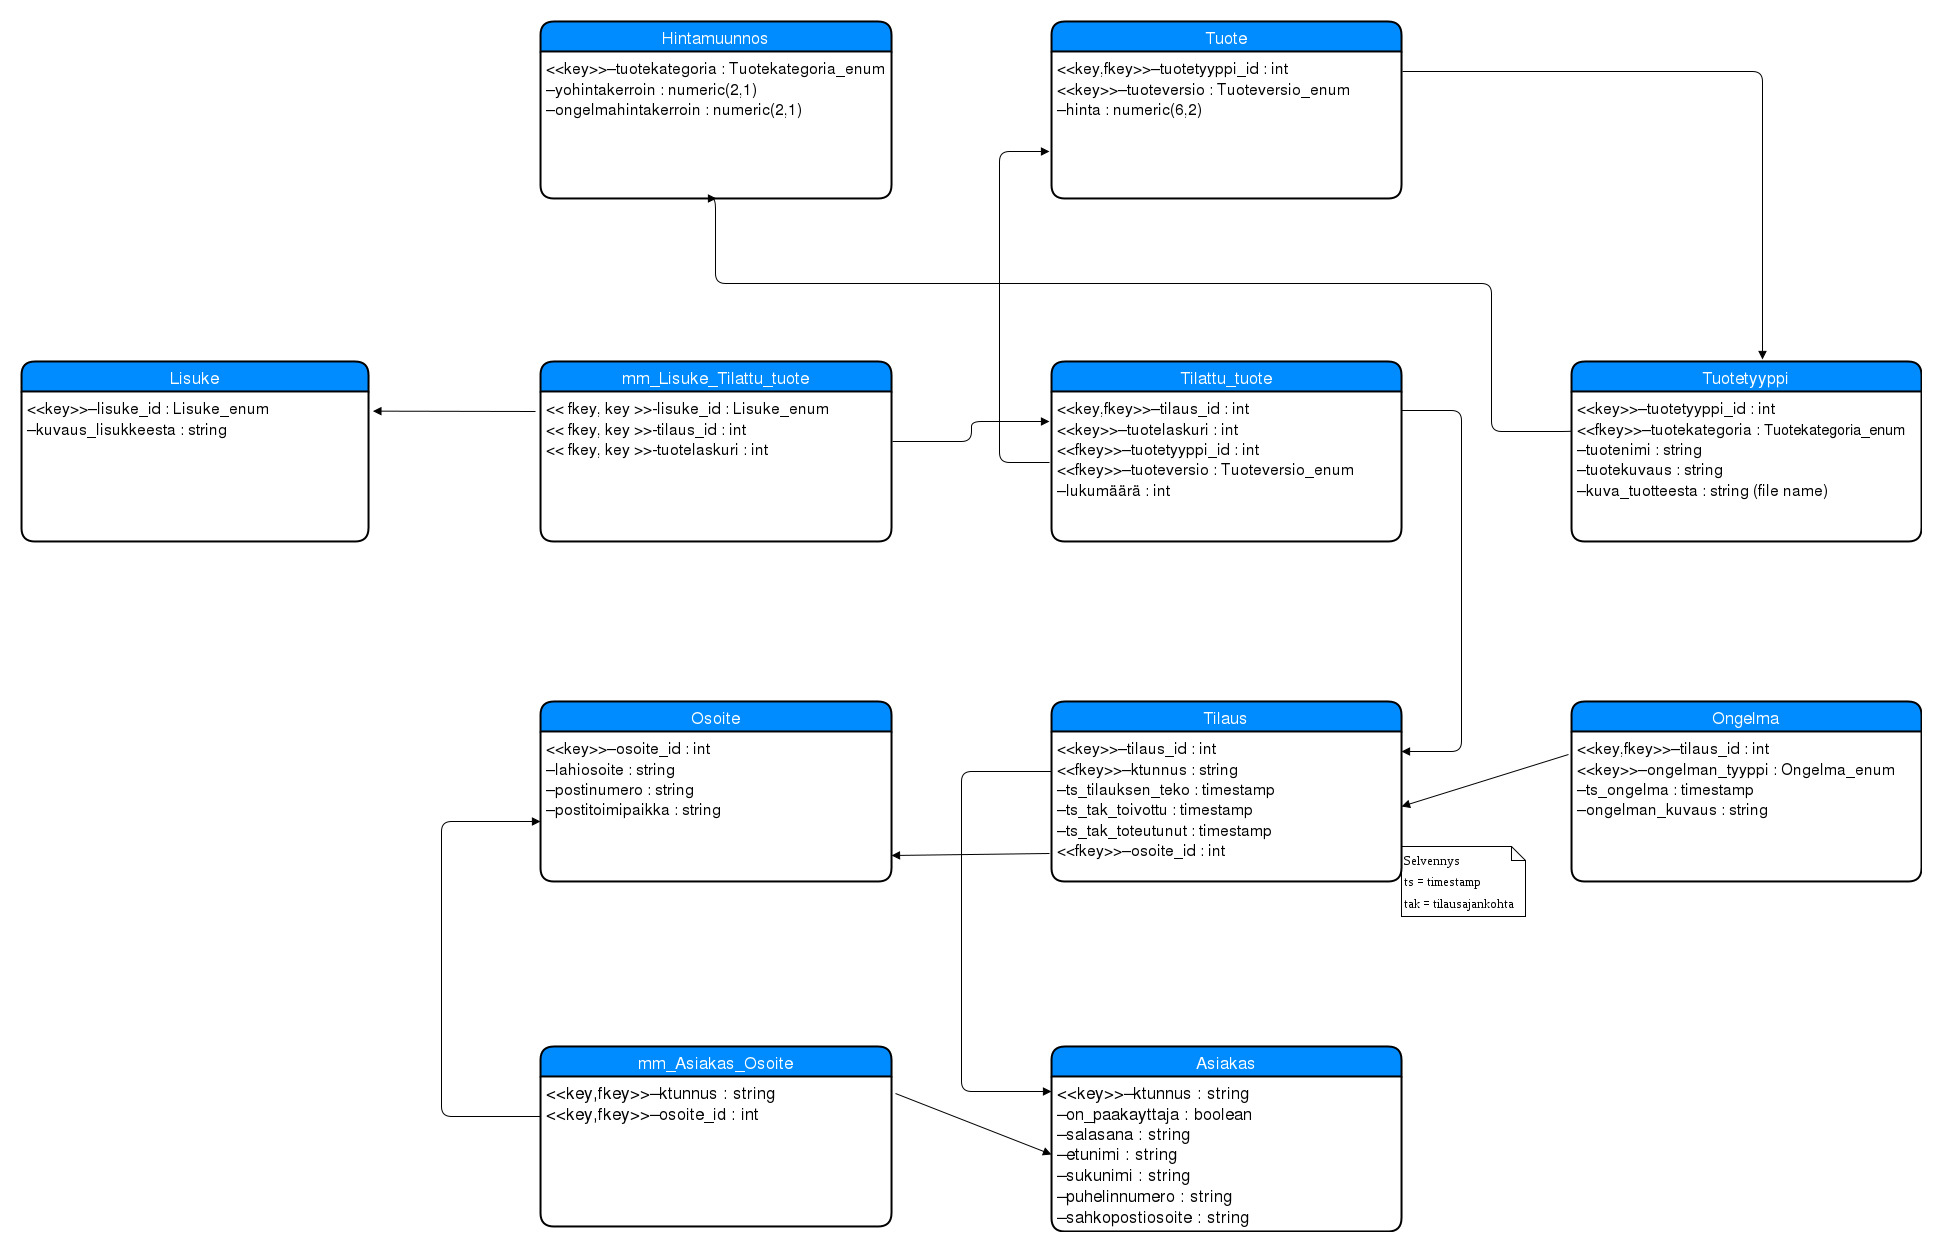 Hintamuunnos
<<key>>–tuotekategoria : Tuotekategoria_enum
–yohintakerroin : numeric(2,1)
–ongelmahintakerroin : numeric(2,1)
Tuote
<<key,fkey>>–tuotetyyppi_id : int
<<key>>–tuoteversio : Tuoteversio_enum
–hinta : numeric(6,2)
Lisuke
<<key>>–lisuke_id : Lisuke_enum
–kuvaus_lisukkeesta : string
mm_Lisuke_Tilattu_tuote
<< fkey, key >>-lisuke_id : Lisuke_enum
<< fkey, key >>-tilaus_id : int
<< fkey, key >>-tuotelaskuri : int
Tilattu_tuote
<<key,fkey>>–tilaus_id : int
<<key>>–tuotelaskuri : int
<<fkey>>–tuotetyyppi_id : int
<<fkey>>–tuoteversio : Tuoteversio_enum
–lukumäärä : int
Tuotetyyppi
<<key>>–tuotetyyppi_id : int
<<fkey>>–tuotekategoria : Tuotekategoria_enum
–tuotenimi : string
–tuotekuvaus : string
–kuva_tuotteesta : string (file name)
Osoite
<<key>>–osoite_id : int
–lahiosoite : string
–postinumero : string
–postitoimipaikka : string
Tilaus
<<key>>–tilaus_id : int
<<fkey>>–ktunnus : string
–ts_tilauksen_teko : timestamp
–ts_tak_toivottu : timestamp
–ts_tak_toteutunut : timestamp
<<fkey>>–osoite_id : int
Ongelma
<<key,fkey>>–tilaus_id : int
<<key>>–ongelman_tyyppi : Ongelma_enum
–ts_ongelma : timestamp
–ongelman_kuvaus : string
Selvennys
ts = timestamp
tak = tilausajankohta
mm_Asiakas_Osoite
<<key,fkey>>–ktunnus : string
<<key,fkey>>–osoite_id : int
Asiakas
<<key>>–ktunnus : string
–on_paakayttaja : boolean
–salasana : string
–etunimi : string
–sukunimi : string
–puhelinnumero : string
–sahkopostiosoite : string